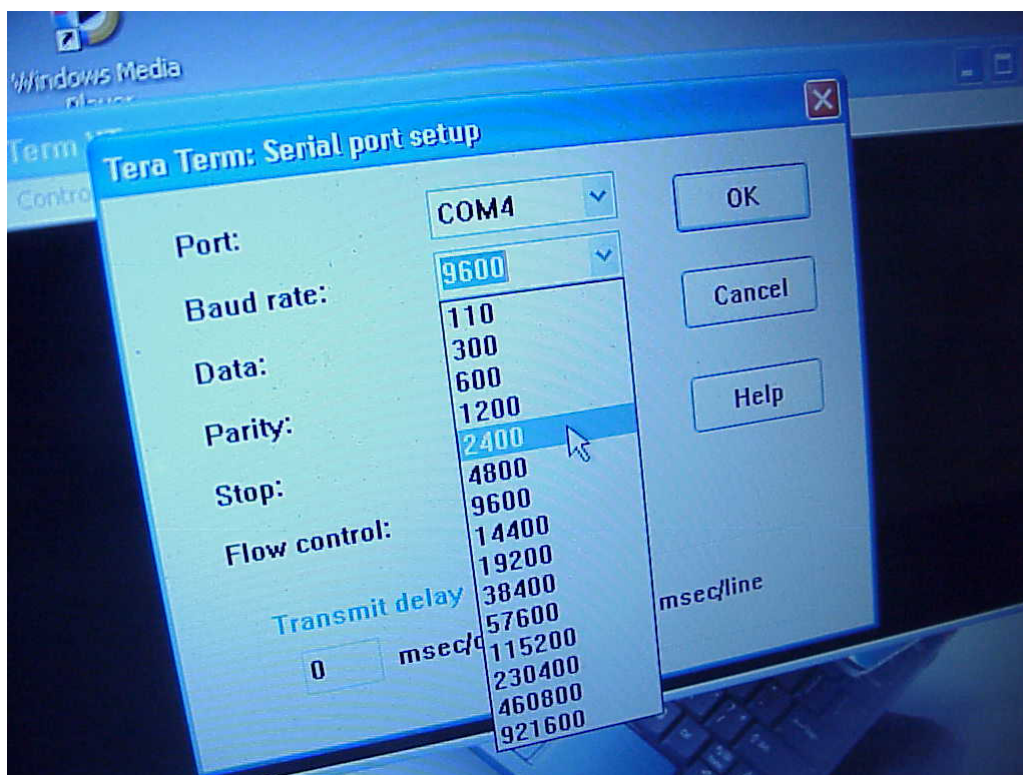 Windows Media
Term
Contro
Tera Term: Serial port setup
Port:
COM4
OK
Baud rate:
9600
Cancel
110
300
Data:
600
1200
Help
Parity:
2400
4800
Stop:
9600
14400
Flow control:
19200
38400
Transmit delay
57600
msec/line
0
msec/c
115200
230400
460800
921600